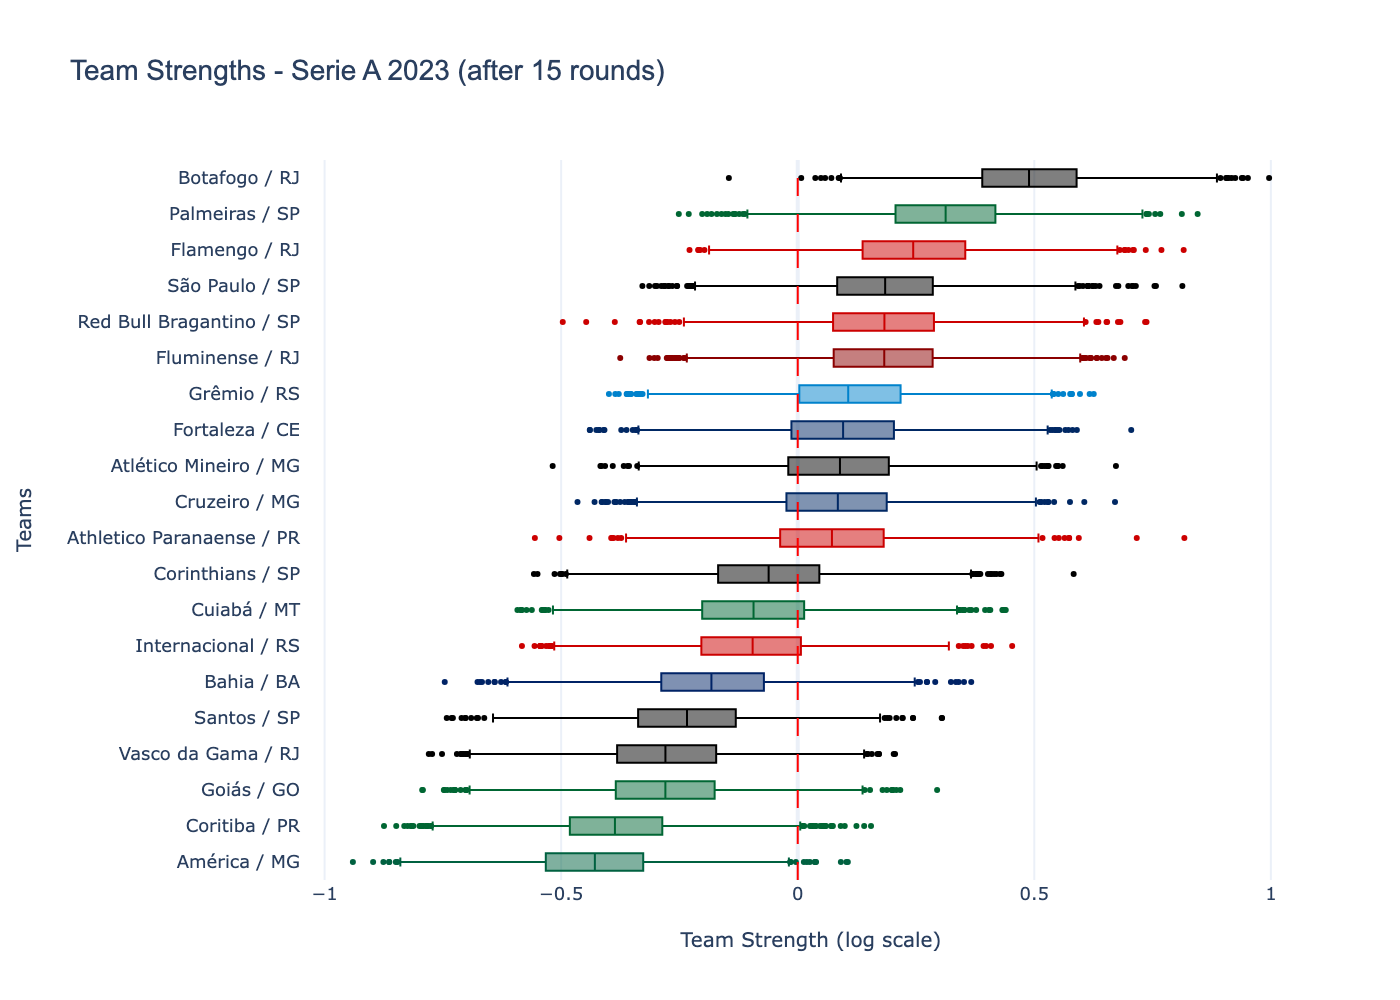 Team Strengths - Serie A 2023 (after 15 rounds)
Teams
Botafogo / RJ
Palmeiras / SP
Flamengo / RJ
São Paulo / SP
Red Bull Bragantino / SP
Fluminense / RJ
Grêmio / RS
Fortaleza / CE
Atlético Mineiro / MG
Cruzeiro / MG
Athletico Paranaense / PR
Corinthians / SP
Cuiabá / MT
Internacional / RS
Bahia / BA
Santos / SP
Vasco da Gama / RJ
Goiás / GO
Coritiba / PR
América / MG
−1 −0.5 0 0.5 1
Team Strength (log scale)